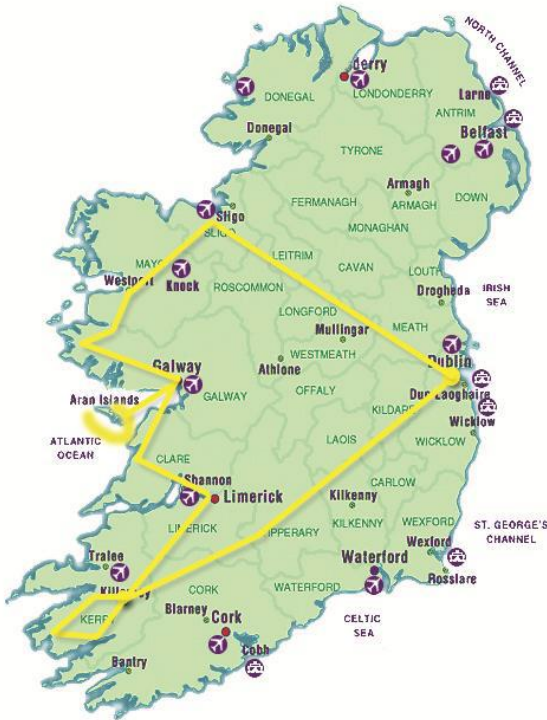 NORTH CHANNEL
derry
DONEGAL
LONDONDERRY
Larne
ANTRIM
Donegal
Belfast
TYRONE
Armagh
FERMANAGH
ARMAGH
DOWN
Sligo
SLIGO
MONAGHAN
LEITRIM
CAVAN
LOUTH
MAYO
Westport
Knock
ROSCOMMON
Drogheda
IRISH
SEA
LONGFORD
Mullingar
MEATH
WESTMEATH
Dublin
Galway
Athlone
Dun Laoghaire
Aran Islands
GALWAY
OFFALY
KILDARE
Wicklow
ATLANTIC
OCEAN
LAOIS
WICKLOW
CLARE
Shannon
CARLOW
Limerick
Kilkenny
LIMERICK
TIPPERARY
KILKENNY
WEXFORD
ST. GEORGE'S
CHANNEL
Wexford
Tralee
Waterford
Rosslare
Killarney
CORK
WATERFORD
KERRY
Blarney
Cork
CELTIC
SEA
Cobh
Bantry